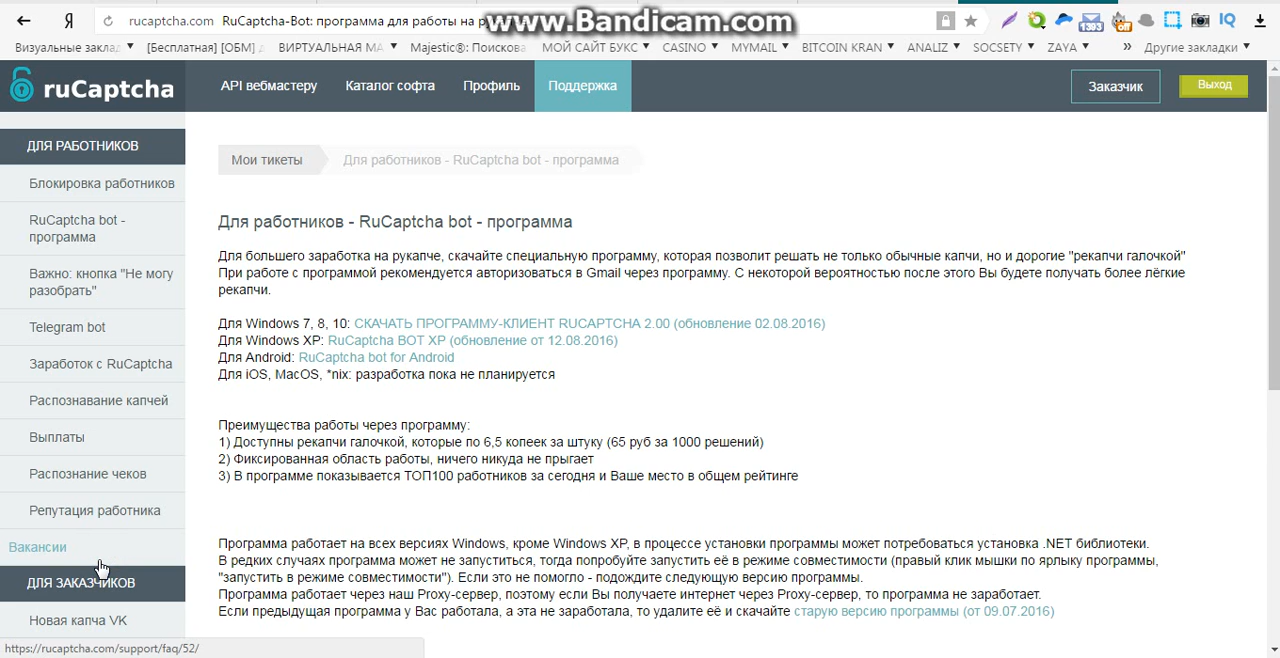 Я
rucaptcha.com RuCaptcha-Bot: программа для работы на
www.Bandicam.com
1393
off
IQ
Визуальные заклад
[Бесплатная] [ОБМ]
ВИРТУАЛЬНАЯ МА
Majestic®: Поискова
МОЙ САЙТ БУКС
CASINO
MYMAIL
BITCOIN KRAN
ANALIZ
SOCSETY
ZAYA
»
Другие закладки
ruCaptcha
API вебмастеру
Каталог софта
Профиль
Поддержка
Заказчик
Выход
ДЛЯ РАБОТНИКОВ
Блокировка работников
RuCaptcha bot -
программа
Важно: кнопка "Не могу
разобрать"
Telegram bot
Заработок с RuCaptcha
Распознавание капчей
Выплаты
Распознание чеков
Репутация работника
Вакансии
ДЛЯ ЗАКАЗЧИКОВ
Новая капча VK
https://rucaptcha.com/support/faq/52/
Мои тикеты
Для работников - RuCaptcha bot - программа
Для работников - RuCaptcha bot - программа
Для большего заработка на рукапче, скачайте специальную программу, которая позволит решать не только обычные капчи, но и дорогие "рекапчи галочкой"
При работе с программой рекомендуется авторизоваться в Gmail через программу. С некоторой вероятностью после этого Вы будете получать более лёгкие
рекапчи.
Для Windows 7, 8, 10: СКАЧАТЬ ПРОГРАММУ-КЛИЕНТ RUCAPTCHA 2.00 (обновление 02.08.2016)
Для Windows XP: RuCaptcha BOT XP (обновление от 12.08.2016)
Для Android: RuCaptcha bot for Android
Для iOS, MacOS, *nix: разработка пока не планируется
Преимущества работы через программу:
1) Доступны рекапчи галочкой, которые по 6,5 копеек за штуку (65 руб за 1000 решений)
2) Фиксированная область работы, ничего никуда не прыгает
3) В программе показывается ТОП100 работников за сегодня и Ваше место в общем рейтинге
Программа работает на всех версиях Windows, кроме Windows XP, в процессе установки программы может потребоваться установка .NET библиотеки.
В редких случаях программа может не запуститься, тогда попробуйте запустить её в режиме совместимости (правый клик мышки по ярлыку программы,
"запустить в режиме совместимости"). Если это не помогло - подождите следующую версию программы.
Программа работает через наш Proxy-сервер, поэтому если Вы получаете интернет через Proxy-сервер, то программа не заработает.
Если предыдущая программа у Вас работала, а эта не заработала, то удалите её и скачайте старую версию программы (от 09.07.2016)